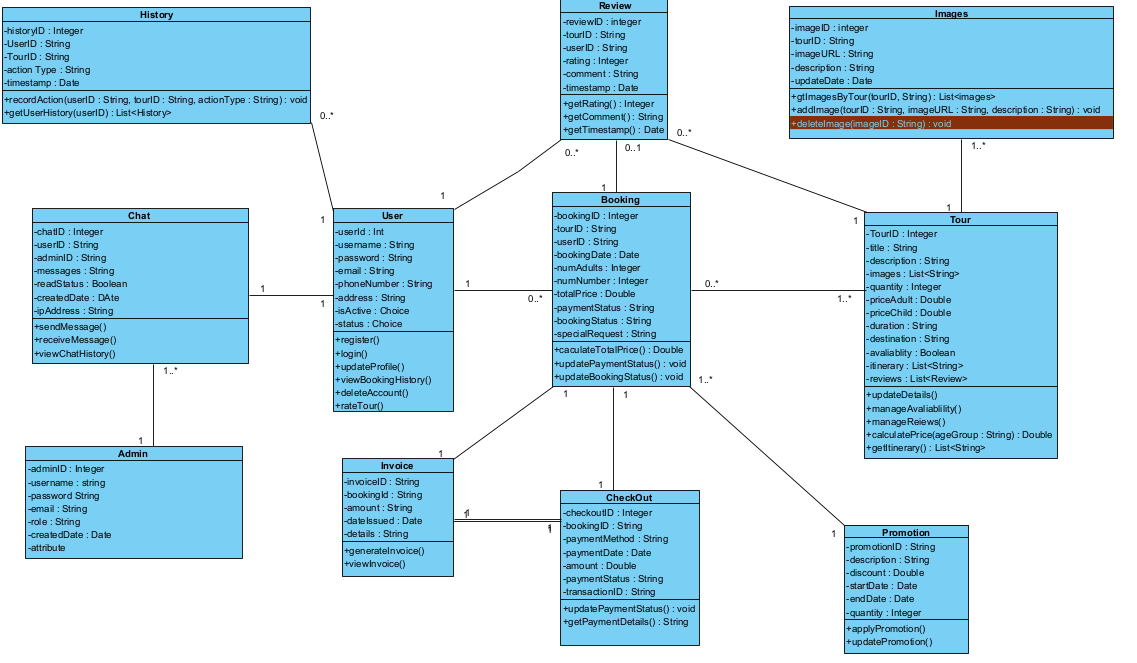 History
-historyID : Integer
-UserID : String
-TourID : String
-action Type : String
-timestamp : Date
+recordAction(userID : String, tourID : String, actionType : String) : void
+getUserHistory(userID) : List<History>
0..*
1
Review
-reviewID : integer
-tourID : String
-userID : String
-rating : Integer
-comment : String
-timestamp : Date
+getRating() : Integer
+getComment() : String
+getTimestamp() : Date
0..*
1
0..1
1
0..*
1
Images
-imageID : integer
-tourID : String
-imageURL : String
-description : String
-updateDate : Date
+gtImagesByTour(tourID, String) : List<images>
+addImage(tourID : String, imageURL : String, description : String) : void
+deleteImage(imageID : String) : void
1..*
1
Chat
-chatID : Integer
-userID : String
-adminID : String
-messages : String
-readStatus : Boolean
-createdDate : DAte
-ipAddress : String
+sendMessage()
+receiveMessage()
+viewChatHistory()
1
1
1..*
1
User
-userId : Int
-username : String
-password : String
-email : String
-phoneNumber : String
-address : String
-isActive : Choice
-status : Choice
+register()
+login()
+updateProfile()
+viewBookingHistory()
+deleteAccount()
+rateTour()
1
0..*
Booking
-bookingID : Integer
-tourID : String
-userID : String
-bookingDate : Date
-numAdults : Integer
-numNumber : Integer
-totalPrice : Double
-paymentStatus : String
-bookingStatus : String
-specialRequest : String
+caculateTotalPrice() : Double
+updatePaymentStatus() : void
+updateBookingStatus() : void
0..*
1..*
1
1
1
1
1..*
1
Tour
-TourID : Integer
-title : String
-description : String
-images : List<String>
-quantity : Integer
-priceAdult : Double
-priceChild : Double
-duration : String
-destination : String
-avaliablity : Boolean
-itinerary : List<String>
-reviews : List<Review>
+updateDetails()
+manageAvaliablility()
+manageReiews()
+calculatePrice(ageGroup : String) : Double
+getItinerary() : List<String>
Admin
-adminID : Integer
-username : string
-password String
-email : String
-role : String
-createdDate : Date
-attribute
Invoice
-invoiceID : String
-bookingId : String
-amount : String
-dateIssued : Date
-details : String
+generateInvoice()
+viewInvoice()
1
1
1
1
CheckOut
-checkoutID : Integer
-bookingID : String
-paymentMethod : String
-paymentDate : Date
-amount : Double
-paymentStatus : String
-transactionID : String
+updatePaymentStatus() : void
+getPaymentDetails() : String
Promotion
-promotionID : String
-description : String
-discount : Double
-startDate : Date
-endDate : Date
-quantity : Integer
+applyPromotion()
+updatePromotion()